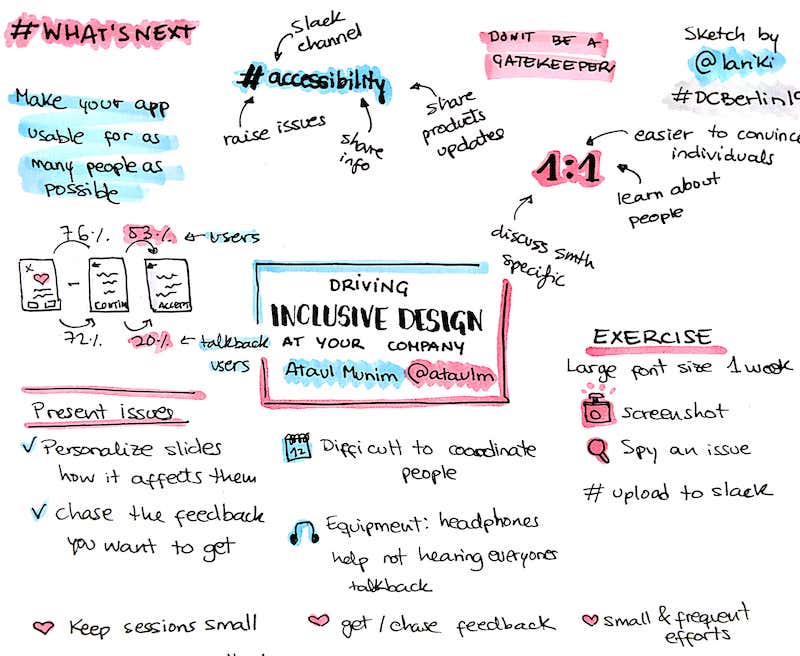 #WHAT'SNEXT
Make your app
usable for as
many people as
possible
Slack
channel
#accessibility
raise issues
share
info
share
products
updates
DON'T BE A
GATEKEEPER
Sketch by
@laniki
#DCBerlin19
1:1
easier to convince
individuals
learn about
people
discuss smth
specific
76% 53% ← users
x
CONTIN
ACCEPT
72% 20% ← talkback
users
DRIVING
INCLUSIVE DESIGN
AT YOUR COMPANY
Ataul Munim @ataulm
Present issues
✓ Personalize slides
how it affects them
✓ chase the feedback
you want to get
12
Difficult to coordinate
people
Equipment: headphones
help not hearing everyones
talkback
EXERCISE
Large font size 1 week
screenshot
Spy an issue
# upload to slack
Keep sessions small
get / chase feedback
small & frequent
efforts